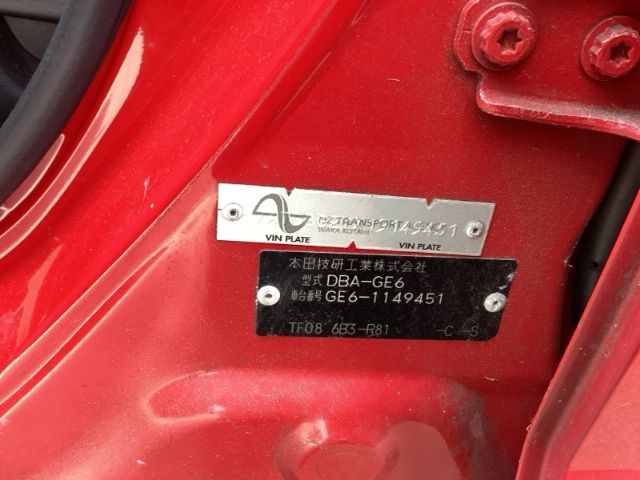 NZ TRANSPORT
WAKA KOTAHI
149451
VIN PLATE
VIN PLATE
本田技研工業株式会社
型式 DBA-GE6
車台番号 GE6-1149451
TF08 6B3-R81 -C -S